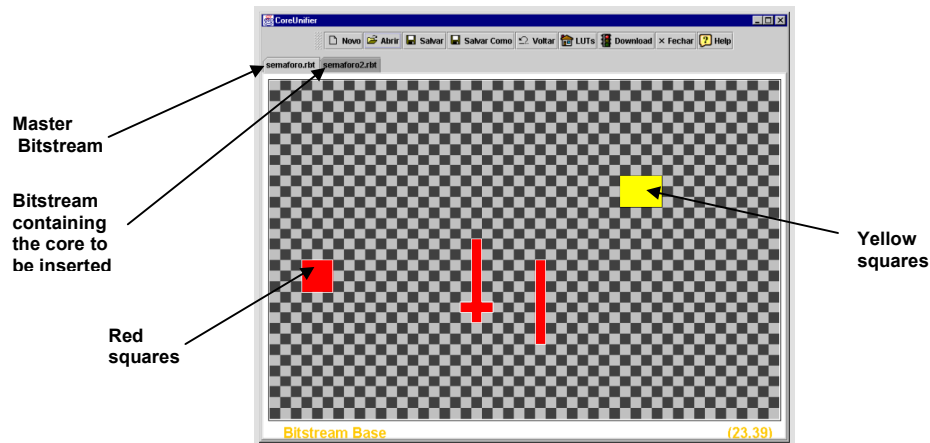 CoreUnifier
Novo Abrir Salvar Salvar Como Voltar LUTs Download × Fechar ? Help
semaforo.rbt semaforo2.rbt
Master
Bitstream
Bitstream
containing
the core to
be inserted
Red
squares
Yellow
squares
Bitstream Base (23,39)